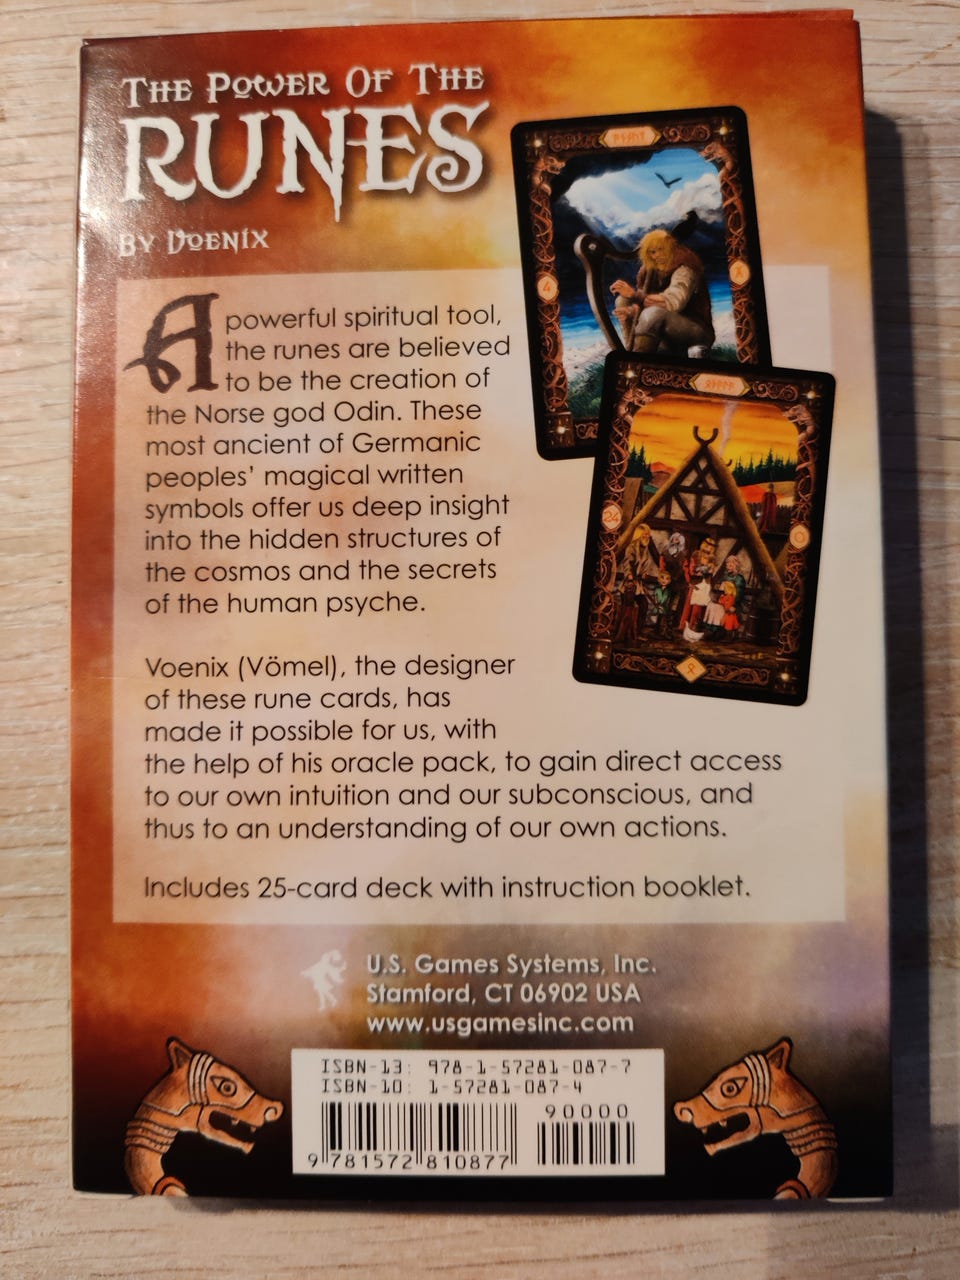 The Power Of The
RUNES
By Voenix
A powerful spiritual tool,
the runes are believed
to be the creation of
the Norse god Odin. These
most ancient of Germanic
peoples’ magical written
symbols offer us deep insight
into the hidden structures of
the cosmos and the secrets
of the human psyche.
Voenix (Vömel), the designer
of these rune cards, has
made it possible for us, with
the help of his oracle pack, to gain direct access
to our own intuition and our subconscious, and
thus to an understanding of our own actions.
Includes 25-card deck with instruction booklet.
4
24
ᛟ
U.S. Games Systems, Inc.
Stamford, CT 06902 USA
www.usgamesinc.com
ISBN-13: 978-1-57281-087-7
ISBN-10: 1-57281-087-4
90000
9 781572 810877